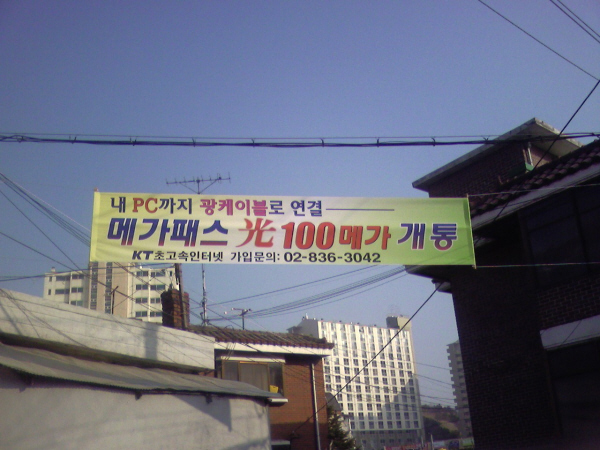 내 PC까지 광케이블로 연결
메가패스 光 100메가 개통
KT초고속인터넷 가입문의: 02-836-3042